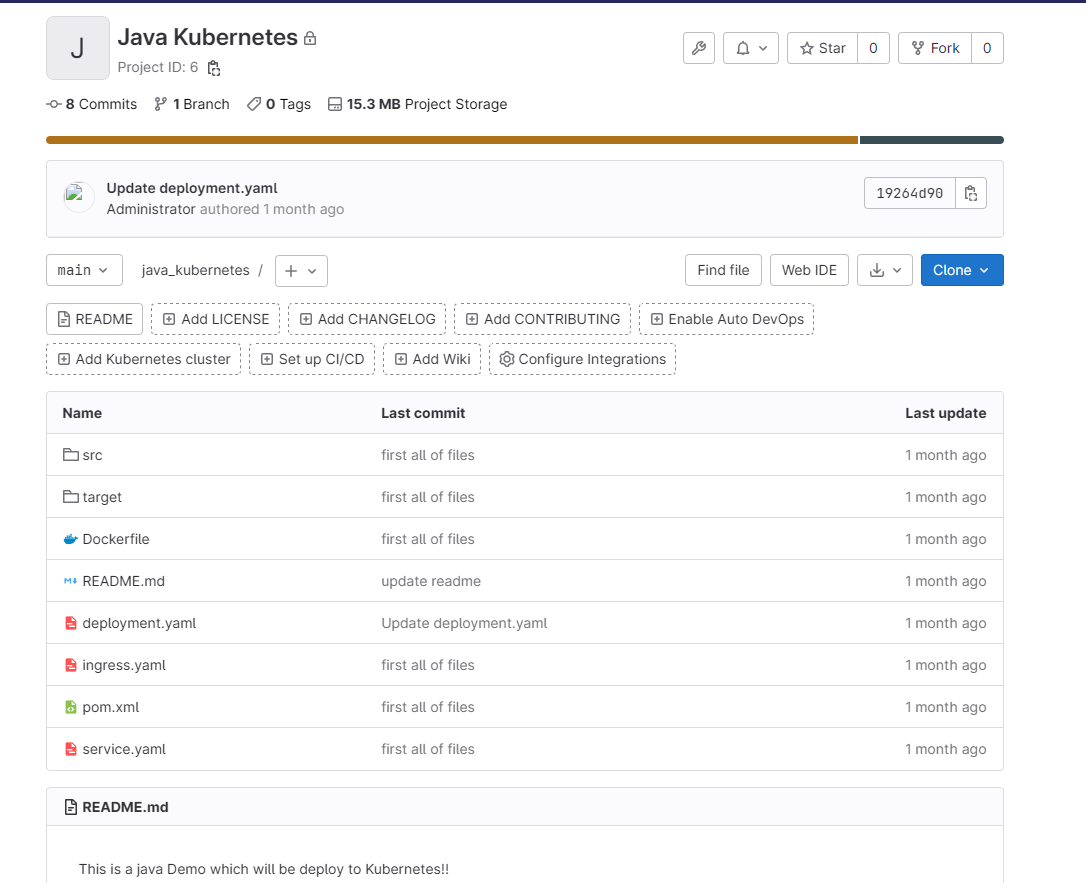 J
Java Kubernetes
Project ID: 6
Star 0
Fork 0
8 Commits 1 Branch 0 Tags 15.3 MB Project Storage
Update deployment.yaml
Administrator authored 1 month ago
19264d90
main java_kubernetes / +
Find file Web IDE Clone
README Add LICENSE Add CHANGELOG Add CONTRIBUTING Enable Auto DevOps
Add Kubernetes cluster Set up CI/CD Add Wiki Configure Integrations
Name Last commit Last update
src first all of files 1 month ago
target first all of files 1 month ago
Dockerfile first all of files 1 month ago
README.md update readme 1 month ago
deployment.yaml Update deployment.yaml 1 month ago
ingress.yaml first all of files 1 month ago
pom.xml first all of files 1 month ago
service.yaml first all of files 1 month ago
README.md
This is a java Demo which will be deploy to Kubernetes!!